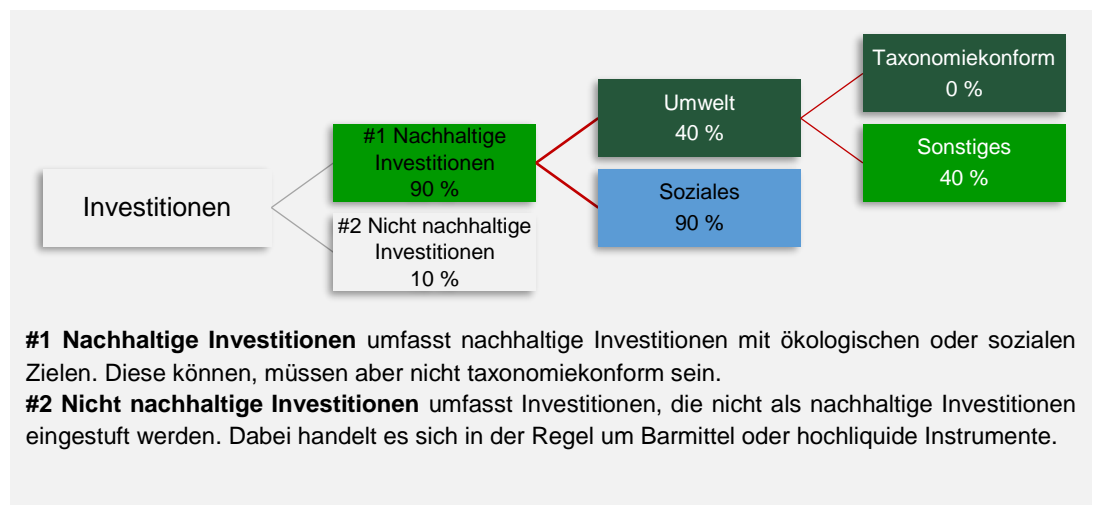 Investitionen
#1 Nachhaltige
Investitionen
90 %
#2 Nicht nachhaltige
Investitionen
10 %
Umwelt
40 %
Soziales
90 %
Taxonomiekonform
0 %
Sonstiges
40 %
#1 Nachhaltige Investitionen umfasst nachhaltige Investitionen mit ökologischen oder sozialen
Zielen. Diese können, müssen aber nicht taxonomiekonform sein.
#2 Nicht nachhaltige Investitionen umfasst Investitionen, die nicht als nachhaltige Investitionen
eingestuft werden. Dabei handelt es sich in der Regel um Barmittel oder hochliquide Instrumente.